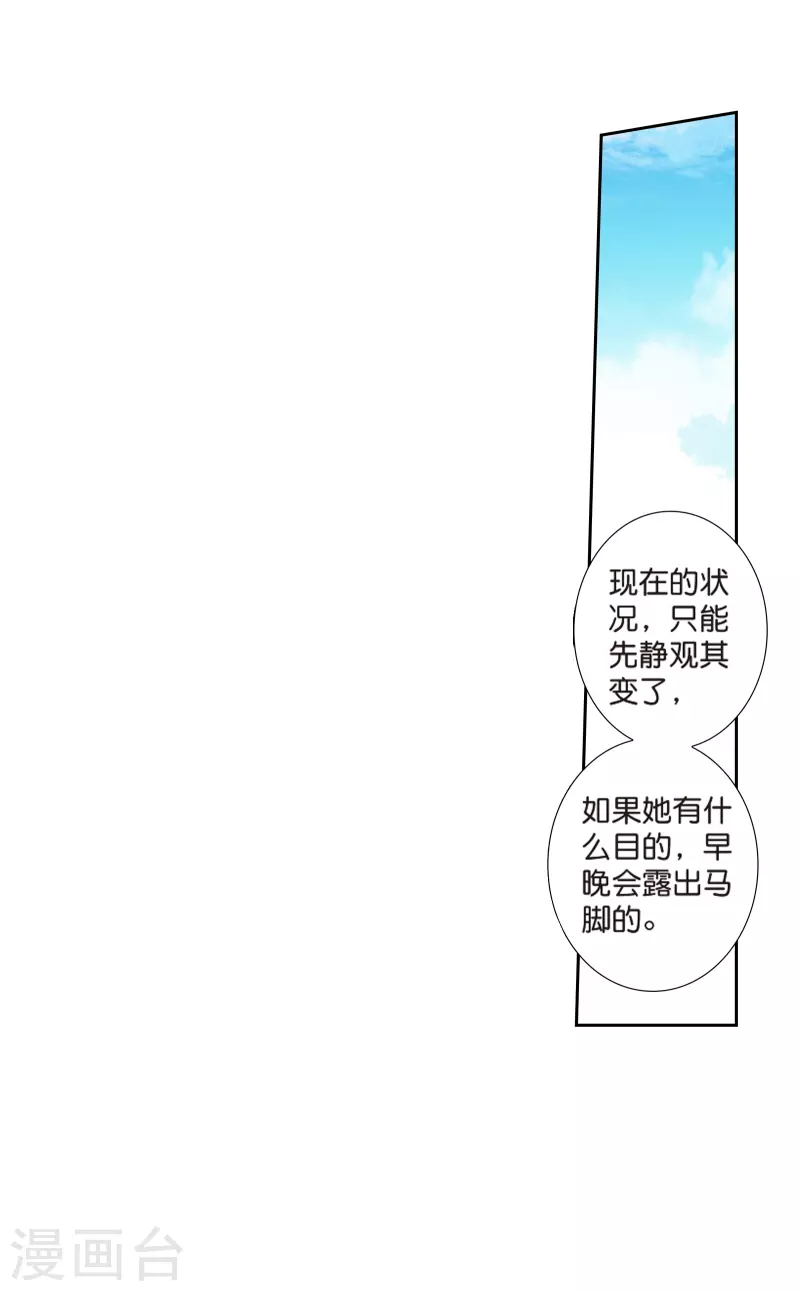 现在的状
况，只能
先静观其
变了，
如果她有什
么目的，早
晚会露出马
脚的。
漫画台